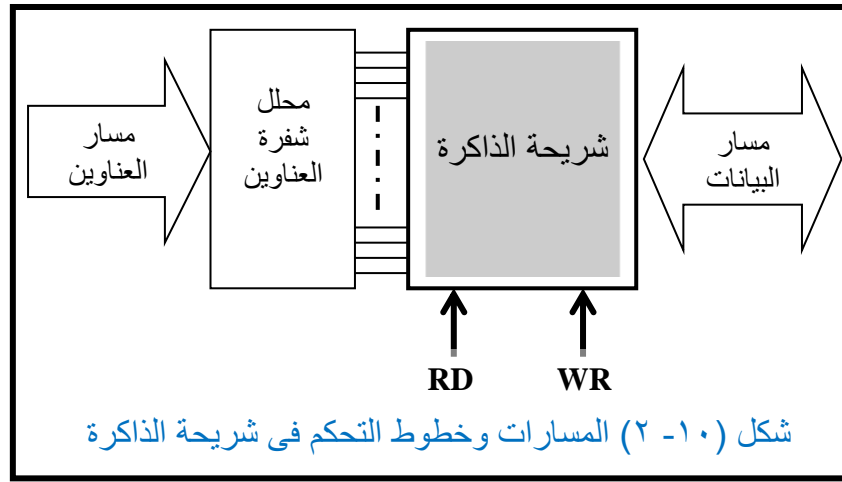 مسار
العناوين
محلل
شفرة
العناوين
شريحة الذاكرة
مسار
البيانات
RD
WR
شكل (١٠- ٢) المسارات وخطوط التحكم فى شريحة الذاكرة